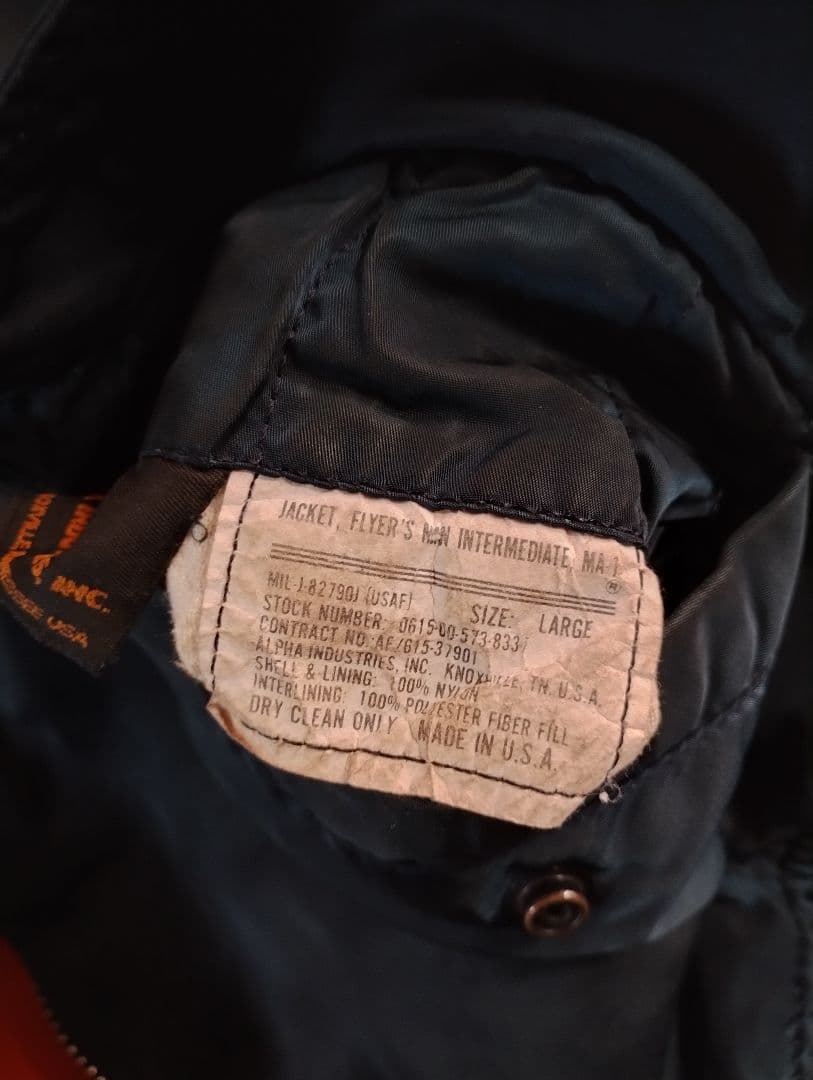 JACKET, FLYER'S MAN INTERMEDIATE, MA-1
®
MIL-J-82790J (USAF)
SIZE: LARGE
STOCK NUMBER: 0615-00-573-8337
CONTRACT NO. AF/615-37901
ALPHA INDUSTRIES, INC. KNOXVILLE, TN. U.S.A.
SHELL & LINING: 100% NYLON
INTERLINING: 100% POLYESTER FIBER FILL
DRY CLEAN ONLY MADE IN U.S.A.
INC.
USA